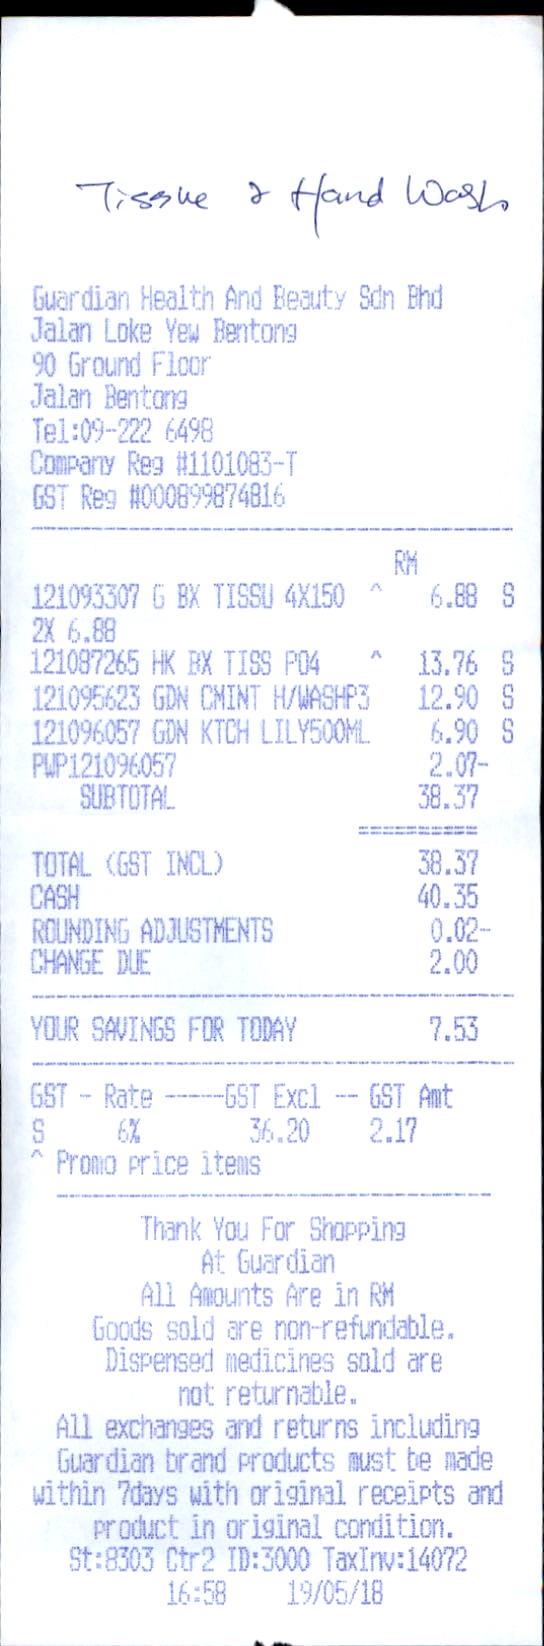 Tissue & Hand Wash
Guardian Health And Beauty Sdn Bhd
Jalan Loke Yew Bentong
90 Ground Floor
Jalan Bentong
Tel:09-222 6498
Company Reg #1101083-T
GST Reg #000899874816
RM
121093307 G BX TISSU 4X150 ^ 6.88 S
2X 6.88
121087265 HK BX TISS PO4 ^ 13.76 S
121095623 GDN CMINT H/WASHP3 12.90 S
121096057 GDN KTCH LILY500ML 6.90 S
PWP121096057 2.07-
SUBTOTAL 38.37
TOTAL (GST INCL) 38.37
CASH 40.35
ROUNDING ADJUSTMENTS 0.02-
CHANGE DUE 2.00
YOUR SAVINGS FOR TODAY 7.53
GST - Rate -----GST Excl -- GST Amt
S 6% 36.20 2.17
^ Promo price items
Thank You For Shopping
At Guardian
All Amounts Are in RM
Goods sold are non-refundable.
Dispensed medicines sold are
not returnable.
All exchanges and returns including
Guardian brand products must be made
within 7days with original receipts and
product in original condition.
St:8303 Ctr2 ID:3000 TaxInv:14072
16:58 19/05/18